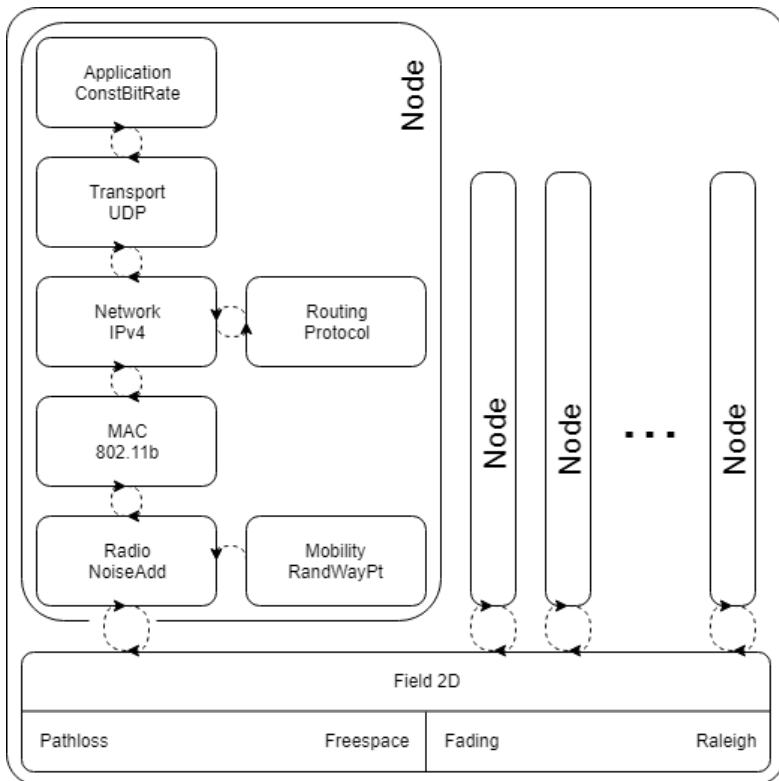 Application
ConstBitRate
Node
Transport
UDP
Network
IPv4
Routing
Protocol
MAC
802.11b
Radio
NoiseAdd
Mobility
RandWayPt
Node
Node
...
Node
Field 2D
Pathloss
Freespace
Fading
Raleigh